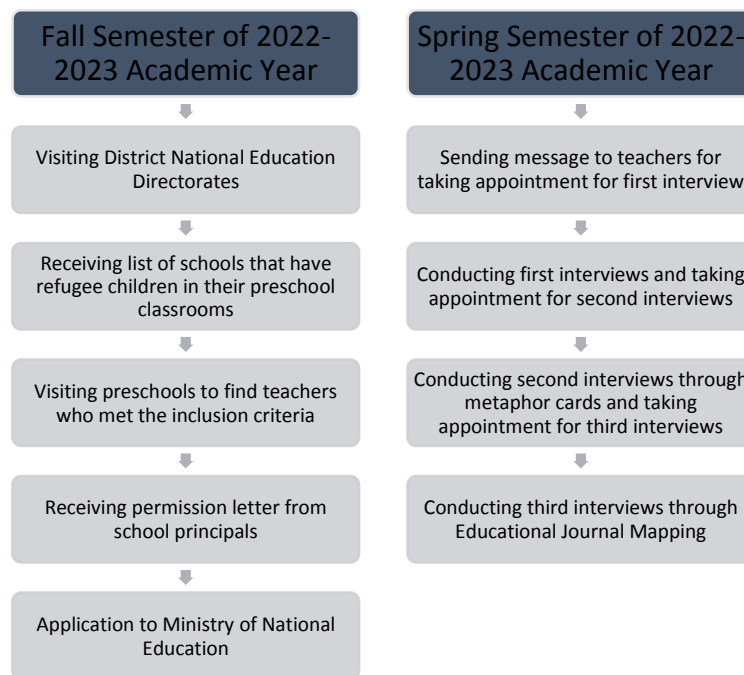 Fall Semester of 2022-
2023 Academic Year
Visiting District National Education
Directorates
Receiving list of schools that have
refugee children in their preschool
classrooms
Visiting preschools to find teachers
who met the inclusion criteria
Receiving permission letter from
school principals
Application to Ministry of National
Education
Spring Semester of 2022-
2023 Academic Year
Sending message to teachers for
taking appointment for first interview
Conducting first interviews and taking
appointment for second interviews
Conducting second interviews through
metaphor cards and taking
appointment for third interviews
Conducting third interviews through
Educational Journal Mapping